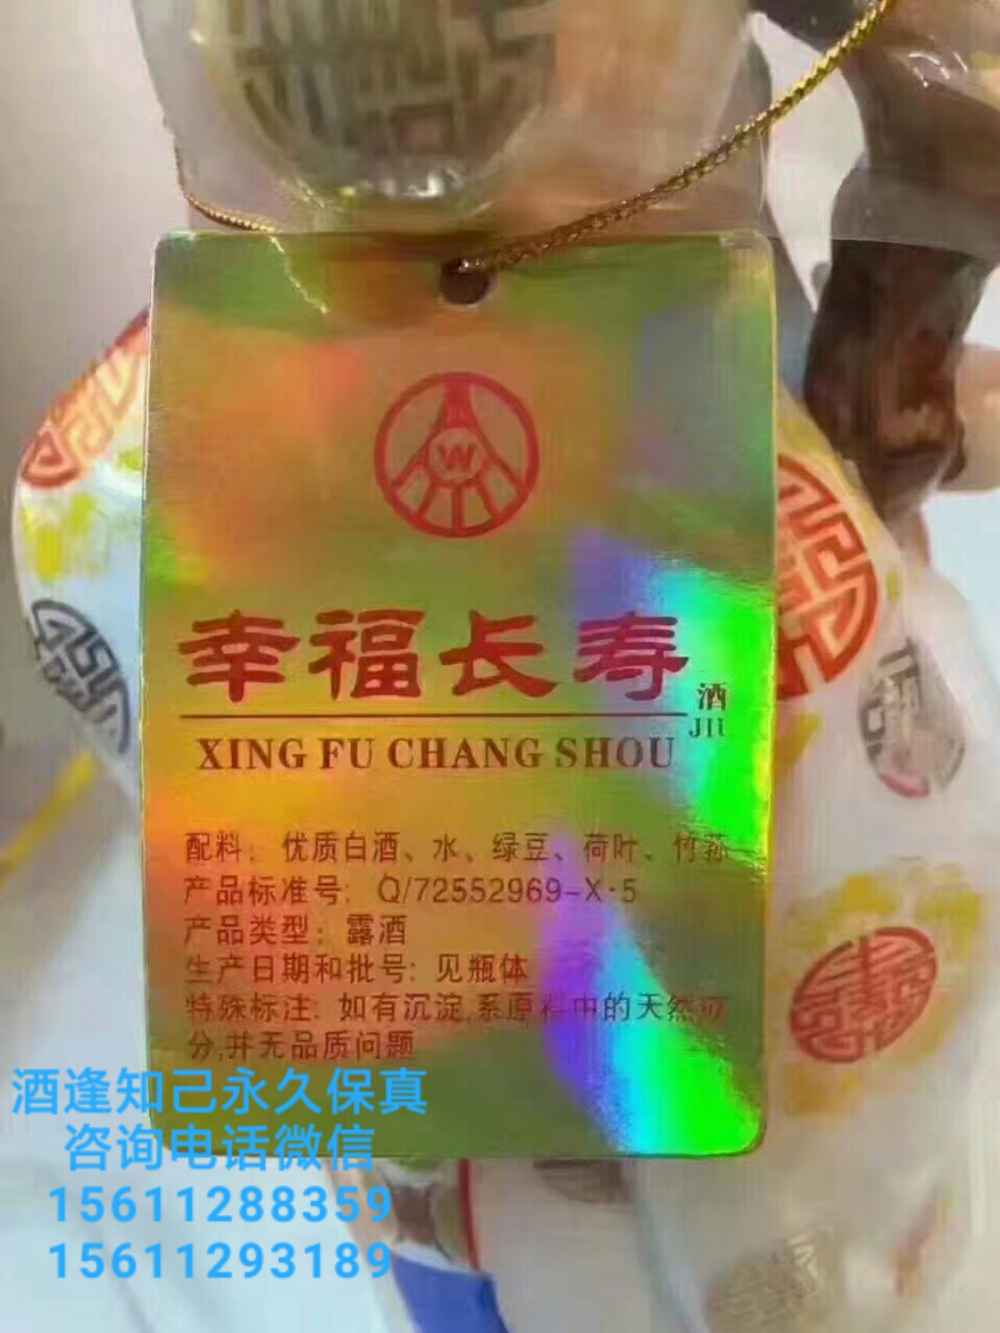 W
幸福长寿
酒
JIU
XING FU CHANG SHOU
配料：优质白酒、水、绿豆、荷叶、竹荪
产品标准号：Q/72552969-X·5
产品类型：露酒
生产日期和批号：见瓶体
特殊标注：如有沉淀,系原料中的天然成
分,并无品质问题
酒逢知己永久保真
咨询电话微信
15611288359
15611293189